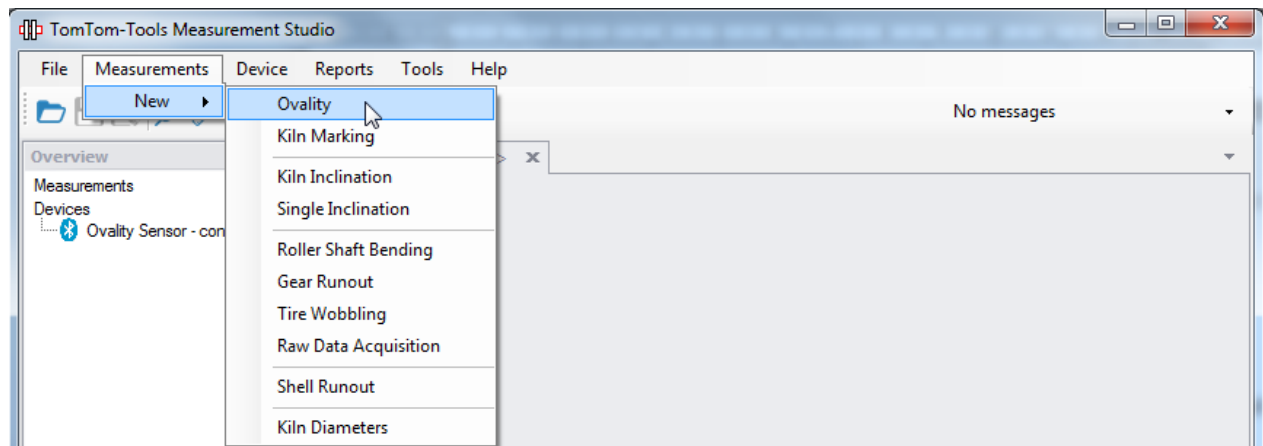 TomTom-Tools Measurement Studio
File Measurements Device Reports Tools Help
New
Ovality
No messages
Kiln Marking
Overview
Kiln Inclination
Measurements
Single Inclination
Devices
Ovality Sensor - con
Roller Shaft Bending
Gear Runout
Tire Wobbling
Raw Data Acquisition
Shell Runout
Kiln Diameters